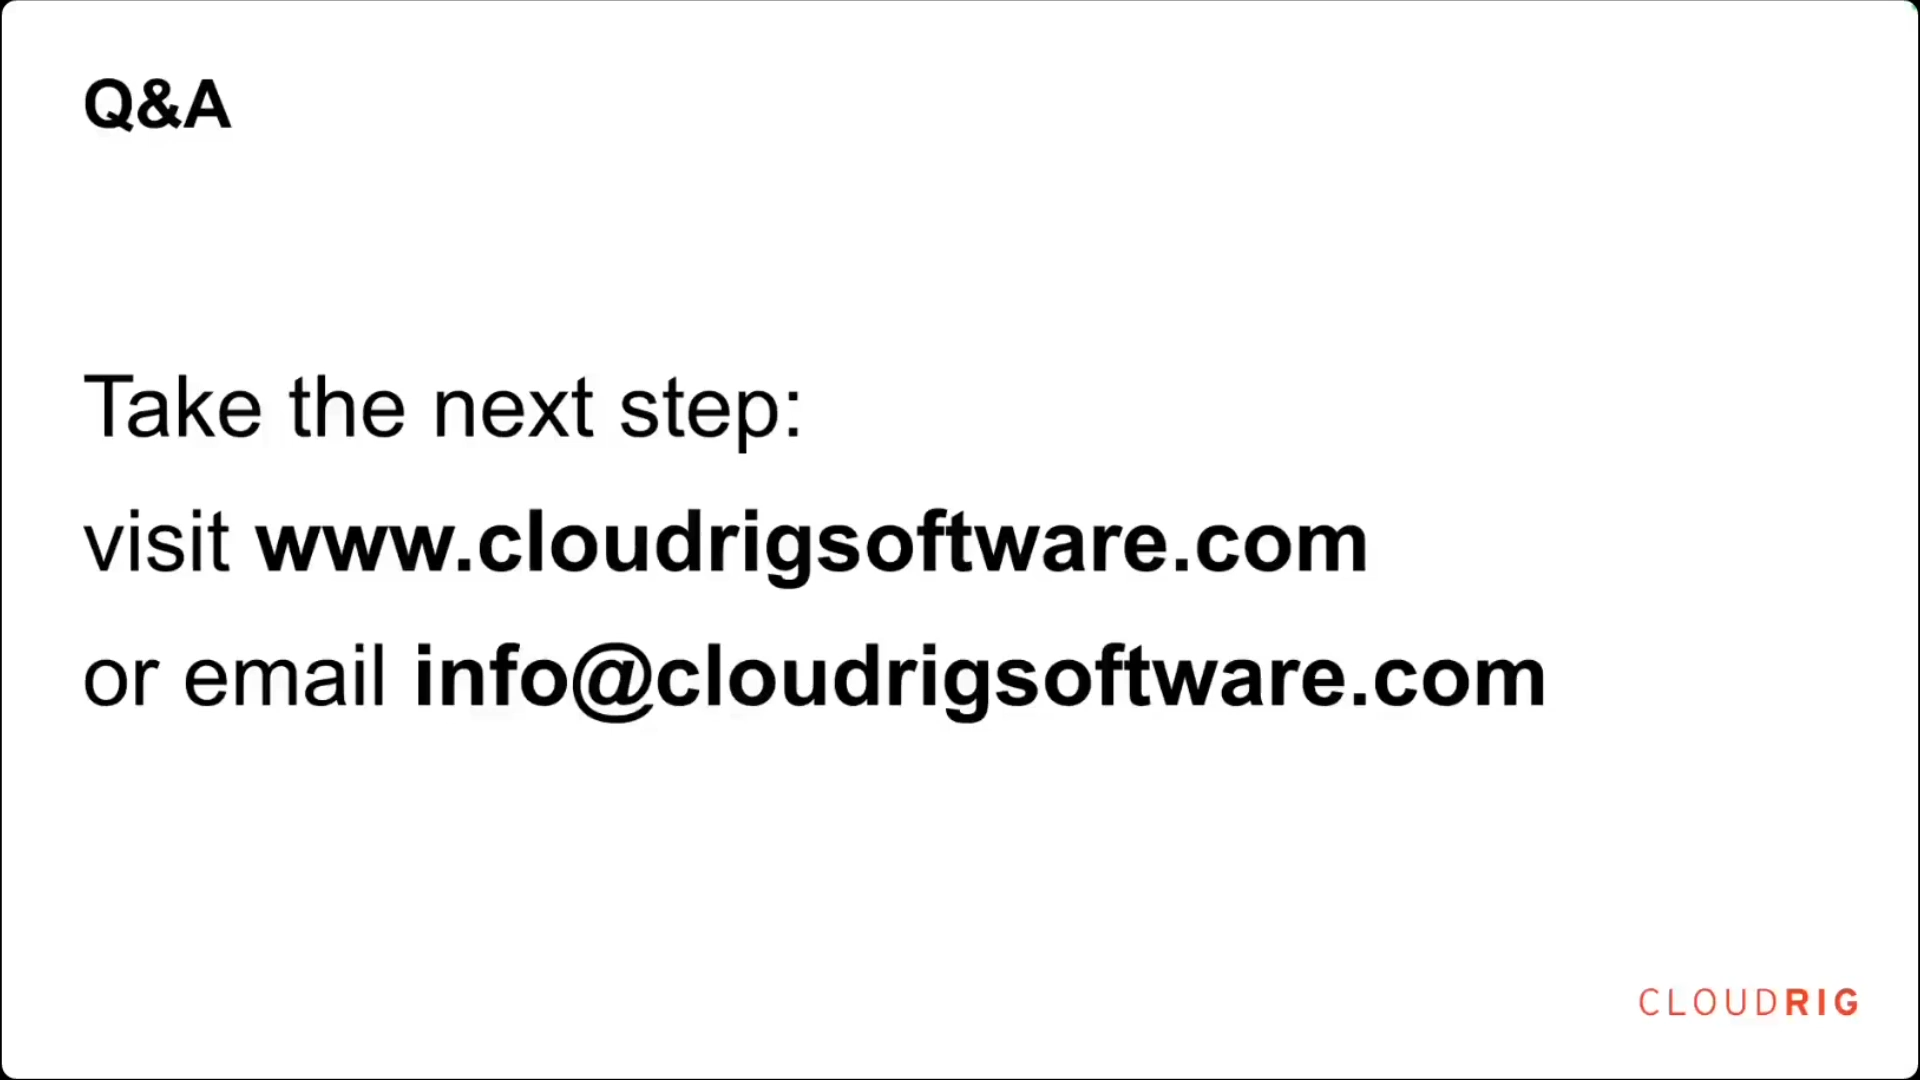 Q&A
Take the next step:
visit www.cloudrigsoftware.com
or email info@cloudrigsoftware.com
CLOUDRIG